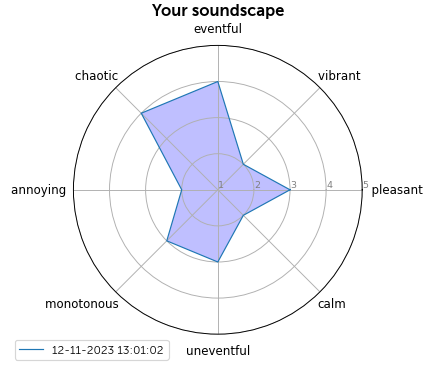 Your soundscape
eventful
chaotic
vibrant
annoying
1 2 3 4 5
pleasant
monotonous
calm
uneventful
12-11-2023 13:01:02